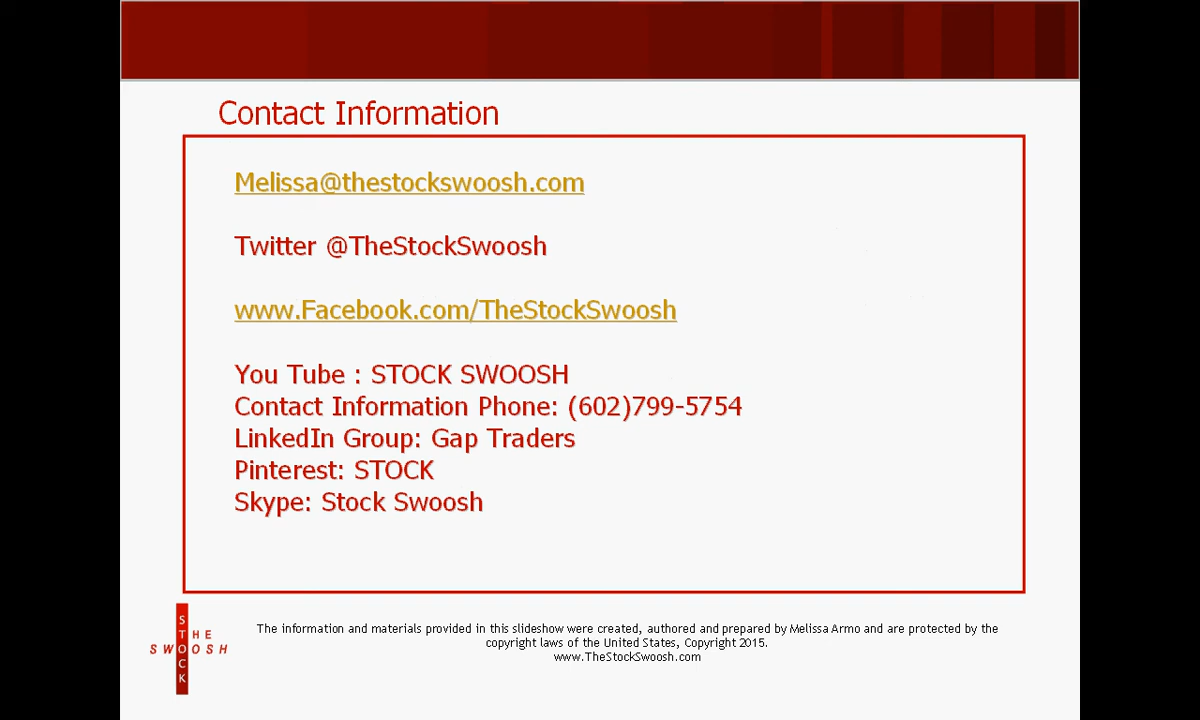 Contact Information
Melissa@thestockswoosh.com
Twitter @TheStockSwoosh
www.Facebook.com/TheStockSwoosh
You Tube : STOCK SWOOSH
Contact Information Phone: (602)799-5754
LinkedIn Group: Gap Traders
Pinterest: STOCK
Skype: Stock Swoosh
THE
STOCK
SWOOSH
The information and materials provided in this slideshow were created, authored and prepared by Melissa Armo and are protected by the
copyright laws of the United States, Copyright 2015.
www.TheStockSwoosh.com